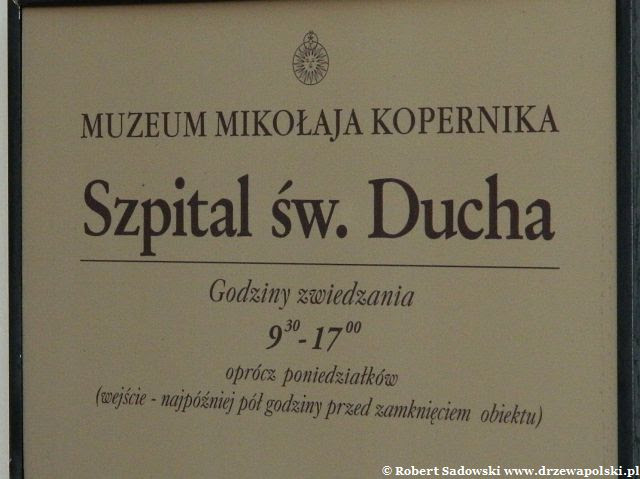 MUZEUM MIKOŁAJA KOPERNIKA
Szpital św. Ducha
Godziny zwiedzania
9³⁰-17⁰⁰
oprócz poniedziałków
(wejście - najpóźniej pół godziny przed zamknięciem obiektu)
© Robert Sadowski www.drzewapolski.pl